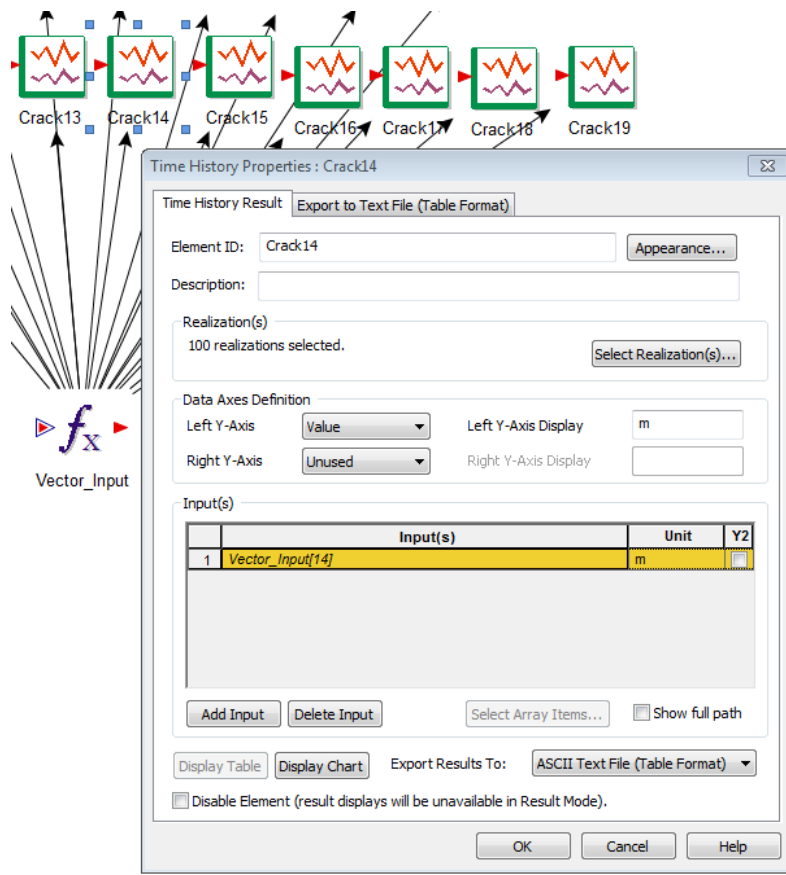 Crack13 Crack14 Crack15 Crack16 Crack17 Crack18 Crack19
Time History Properties : Crack14
Time History Result Export to Text File (Table Format)
Element ID: Crack14 Appearance...
Description:
Realization(s)
100 realizations selected. Select Realization(s)...
Data Axes Definition
Left Y-Axis Value Left Y-Axis Display m
Right Y-Axis Unused Right Y-Axis Display
fx
Vector_Input
Input(s)
Input(s) Unit Y2
1 Vector_Input[14] m
Add Input Delete Input Select Array Items... Show full path
Display Table Display Chart Export Results To: ASCII Text File (Table Format)
Disable Element (result displays will be unavailable in Result Mode).
OK Cancel Help